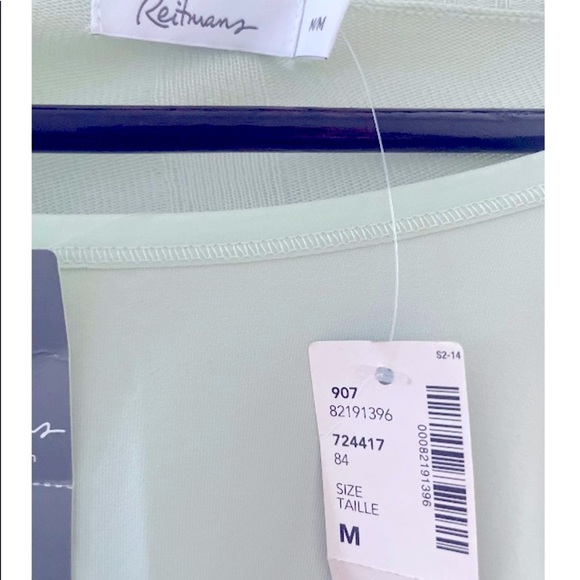 Reitmans
M/M
S2-14
907
82191396
724417
84
SIZE
TAILLE
M
00082191396